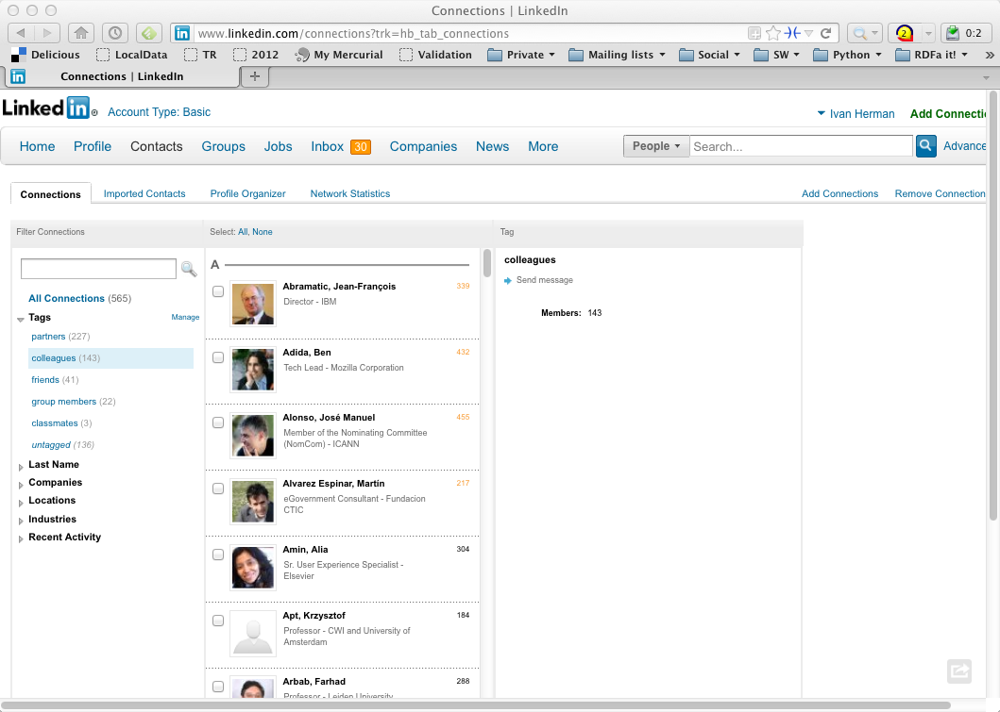 Connections | LinkedIn
www.linkedin.com/connections?trk=hb_tab_connections
2
0:2
Delicious
LocalData
TR
2012
My Mercurial
Validation
Private
Mailing lists
Social
SW
Python
RDFa it!
»
Connections | LinkedIn
Linked in®
Account Type: Basic
Ivan Herman
Add Connectio
Home
Profile
Contacts
Groups
Jobs
Inbox 30
Companies
News
More
People
Search...
Advance
Connections
Imported Contacts
Profile Organizer
Network Statistics
Add Connections
Remove Connection
Filter Connections
Select: All, None
Tag
All Connections (565)
Tags
Manage
partners (227)
colleagues (143)
friends (41)
group members (22)
classmates (3)
untagged (136)
Last Name
Companies
Locations
Industries
Recent Activity
A
Abramatic, Jean-François
339
Director - IBM
Adida, Ben
432
Tech Lead - Mozilla Corporation
Alonso, José Manuel
455
Member of the Nominating Committee
(NomCom) - ICANN
Alvarez Espinar, Martín
217
eGovernment Consultant - Fundacion
CTIC
Amin, Alia
304
Sr. User Experience Specialist -
Elsevier
Apt, Krzysztof
184
Professor - CWI and University of
Amsterdam
Arbab, Farhad
288
Professor - Leiden University
colleagues
Send message
Members: 143